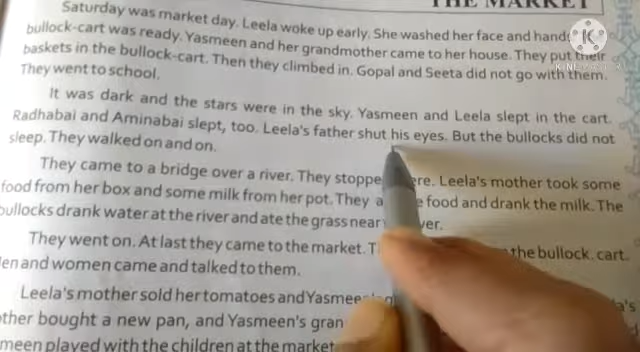 THE MARKET
Saturday was market day. Leela woke up early. She washed her face and hand
bullock-cart was ready. Yasmeen and her grandmother came to her house. They put their
baskets in the bullock-cart. Then they climbed in. Gopal and Seeta did not go with them.
They went to school.
It was dark and the stars were in the sky. Yasmeen and Leela slept in the cart.
Radhabai and Aminabai slept, too. Leela's father shut his eyes. But the bullocks did not
sleep. They walked on and on.
They came to a bridge over a river. They stoppe ere. Leela's mother took some
food from her box and some milk from her pot. They a e food and drank the milk. The
bullocks drank water at the river and ate the grass near ver.
They went on. At last they came to the market. T the bullock. cart.
en and women came and talked to them.
Leela's mother sold her tomatoes and Yasmee la's
ther bought a new pan, and Yasmeen's gran
meen played with the children at the market